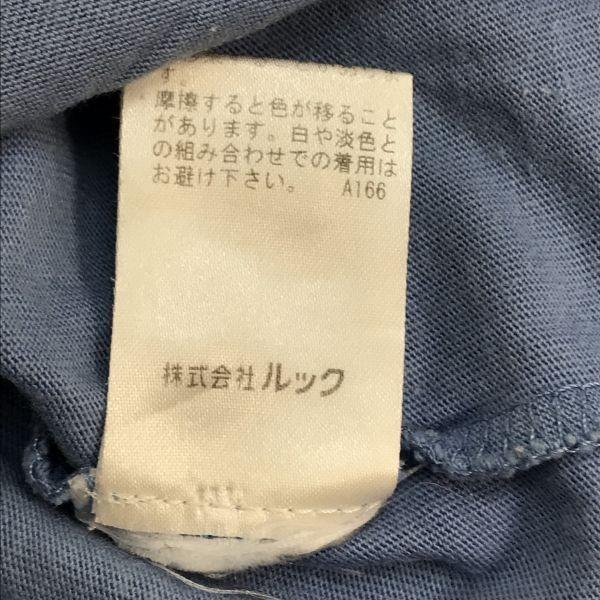 す。
摩擦すると色が移ること
があります。白や淡色と
の組み合わせでの着用は
お避け下さい。 A166
株式会社ルック